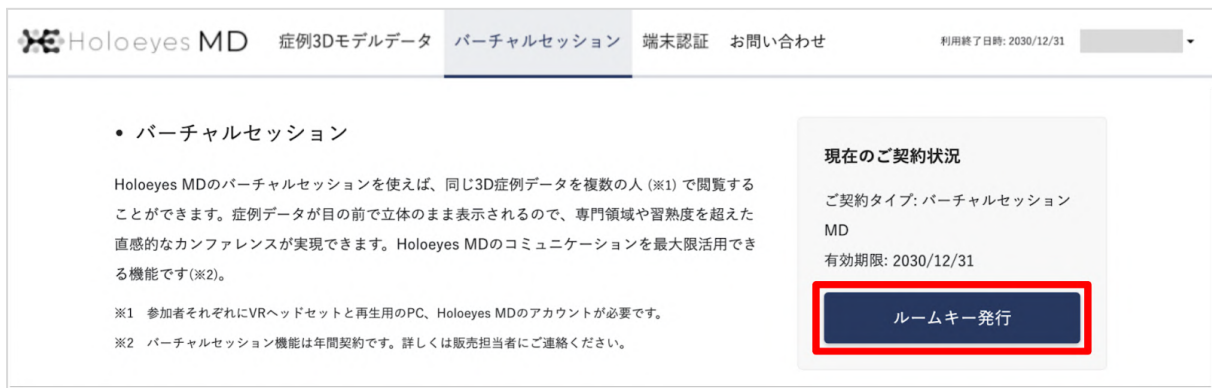 Holoeyes MD 症例3Dモデルデータ バーチャルセッション 端末認証 お問い合わせ 利用終了日時: 2030/12/31
• バーチャルセッション
Holoeyes MDのバーチャルセッションを使えば、同じ3D症例データを複数の人 (※1) で閲覧する
ことができます。症例データが目の前で立体のまま表示されるので、専門領域や習熟度を超えた
直感的なカンファレンスが実現できます。Holoeyes MDのコミュニケーションを最大限活用でき
る機能です(※2)。
※1 参加者それぞれにVRヘッドセットと再生用のPC、Holoeyes MDのアカウントが必要です。
※2 バーチャルセッション機能は年間契約です。詳しくは販売担当者にご連絡ください。
現在のご契約状況
ご契約タイプ: バーチャルセッション
MD
有効期限: 2030/12/31
ルームキー発行